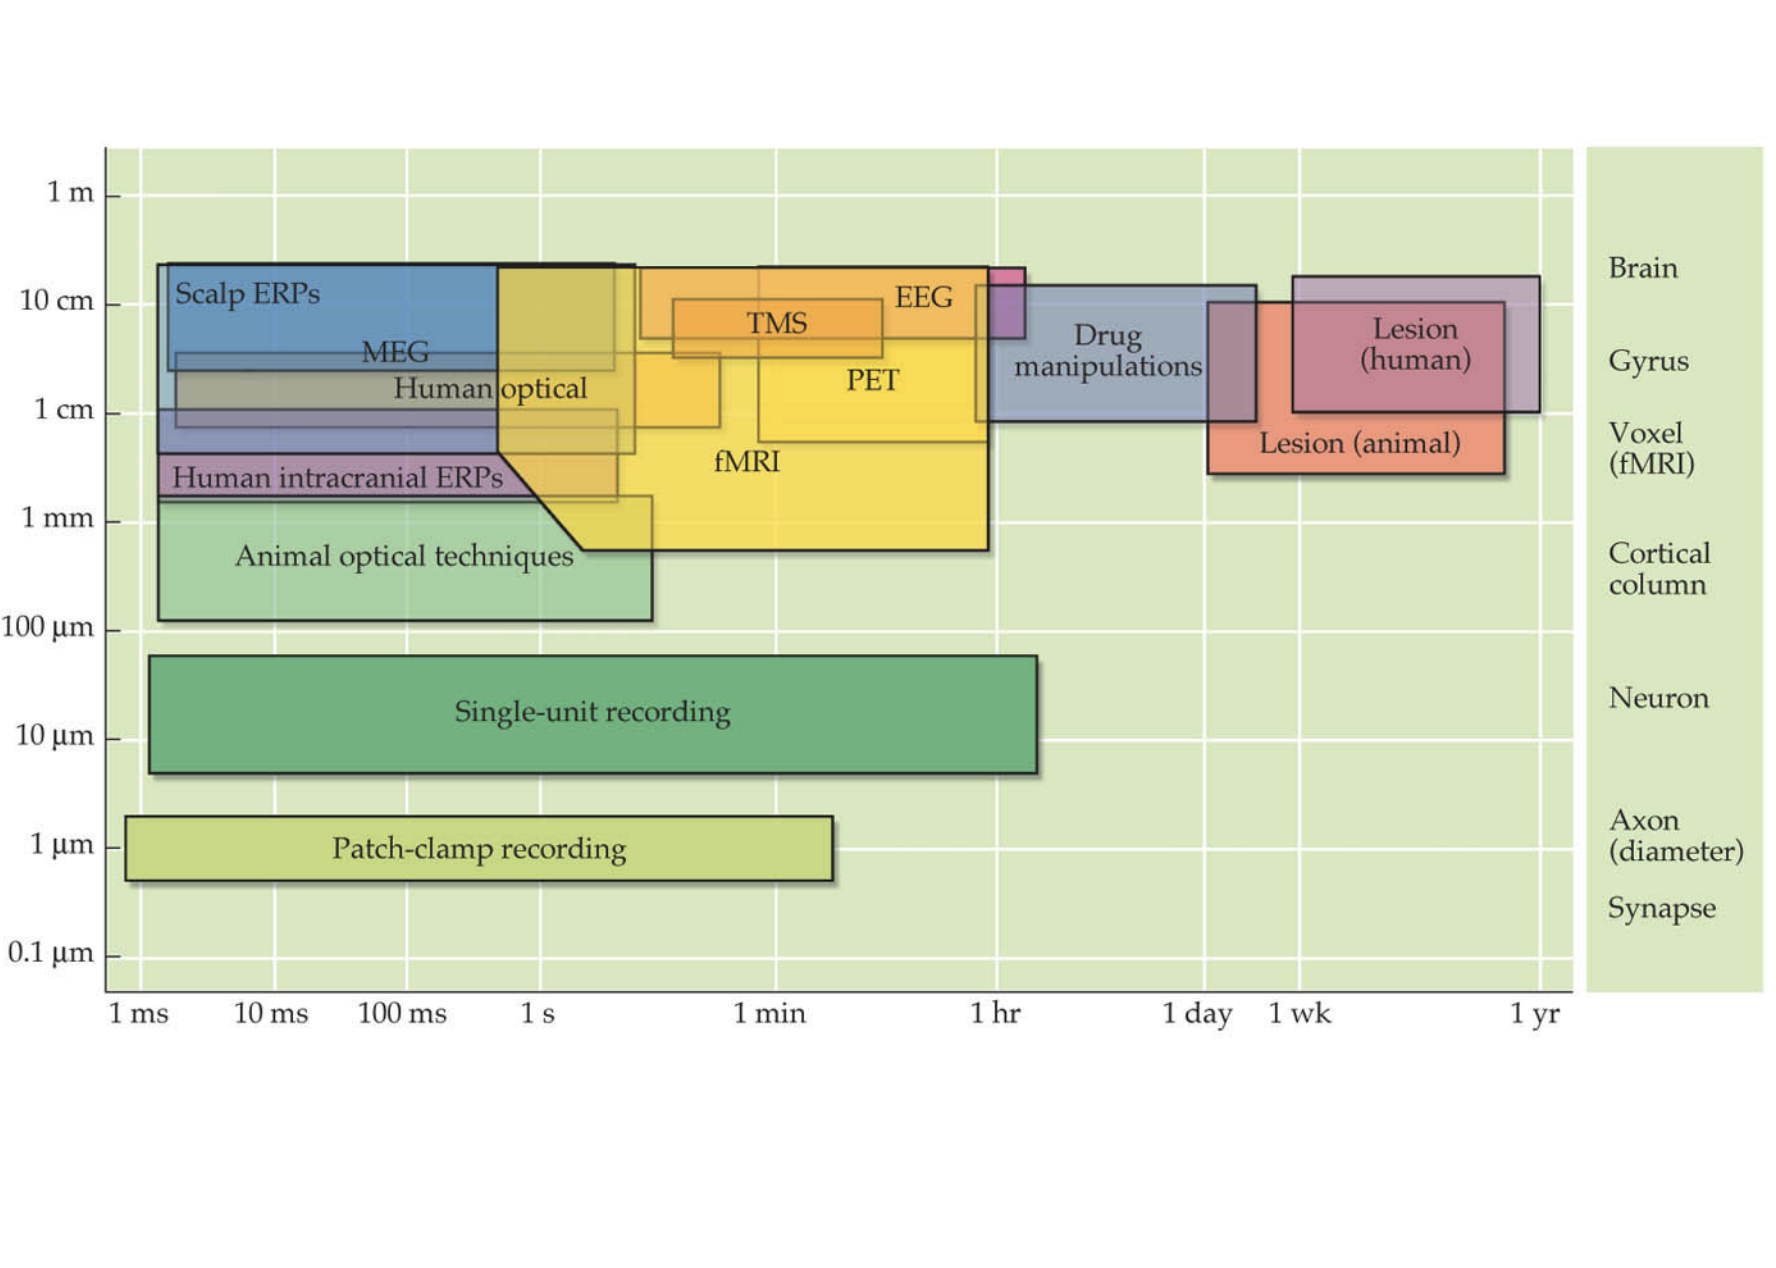 1 m
10 cm
1 cm
1 mm
100 µm
10 µm
1 µm
0.1 µm
Scalp ERPs
MEG
Human optical
Human intracranial ERPs
Animal optical techniques
EEG
TMS
PET
fMRI
Drug
manipulations
Lesion
(human)
Lesion (animal)
Single-unit recording
Patch-clamp recording
1 ms
10 ms
100 ms
1 s
1 min
1 hr
1 day
1 wk
1 yr
Brain
Gyrus
Voxel
(fMRI)
Cortical
column
Neuron
Axon
(diameter)
Synapse